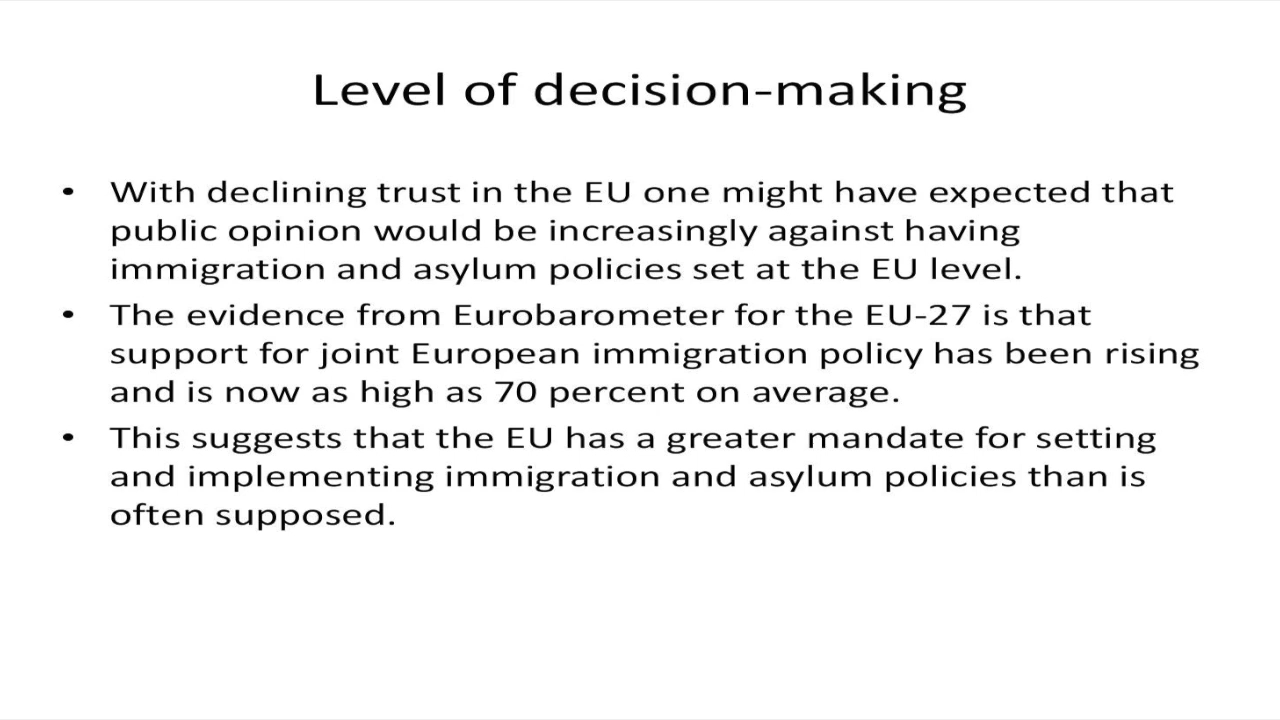 Level of decision-making
• With declining trust in the EU one might have expected that
public opinion would be increasingly against having
immigration and asylum policies set at the EU level.
• The evidence from Eurobarometer for the EU-27 is that
support for joint European immigration policy has been rising
and is now as high as 70 percent on average.
• This suggests that the EU has a greater mandate for setting
and implementing immigration and asylum policies than is
often supposed.